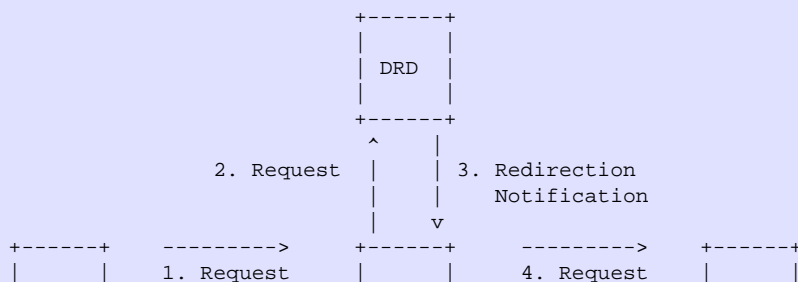 DRD
2. Request 3. Redirection
Notification
1. Request 4. Request